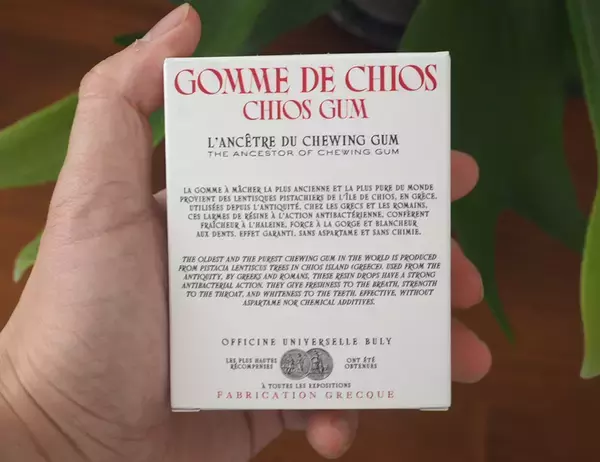 GOMME DE CHIOS
CHIOS GUM
L'ANCÊTRE DU CHEWING GUM
THE ANCESTOR OF CHEWING GUM
LA GOMME À MÂCHER LA PLUS ANCIENNE ET LA PLUS PURE DU MONDE
PROVIENT DES LENTISQUES PISTACHIERS DE L'ÎLE DE CHIOS, EN GRÈCE.
UTILISÉES DEPUIS L'ANTIQUITÉ, CHEZ LES GRECS ET LES ROMAINS,
CES LARMES DE RÉSINE À L'ACTION ANTIBACTÉRIENNE, CONFÈRENT
FRAÎCHEUR À L'HALEINE, FORCE À LA GORGE ET BLANCHEUR
AUX DENTS. EFFET GARANTI, SANS ASPARTAME ET SANS CHIMIE.
THE OLDEST AND THE PUREST CHEWING GUM IN THE WORLD IS PRODUCED
FROM PISTACIA LENTISCUS TREES IN CHIOS ISLAND (GREECE). USED FROM THE
ANTIQUITY, BY GREEKS AND ROMANS, THESE RESIN DROPS HAVE A STRONG
ANTIBACTERIAL ACTION. THEY GIVE FRESHNESS TO THE BREATH, STRENGTH
TO THE THROAT, AND WHITENESS TO THE TEETH. EFFECTIVE, WITHOUT
ASPARTAME NOR CHEMICAL ADDITIVES.
OFFICINE UNIVERSELLE BULY
LES PLUS HAUTES ONT ÉTÉ
RÉCOMPENSES OBTENUES
À TOUTES LES EXPOSITIONS
FABRICATION GRECQUE